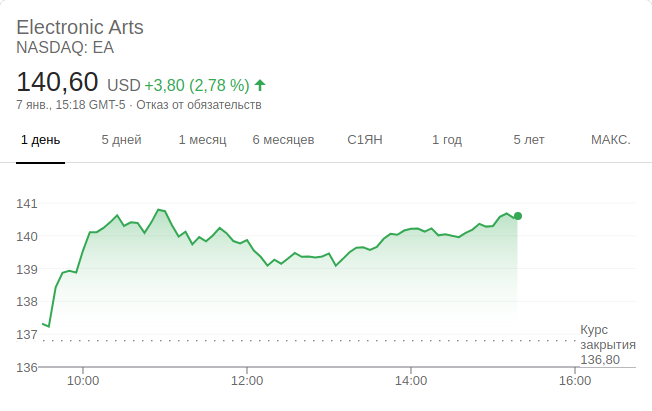 Electronic Arts
NASDAQ: EA
140,60 USD +3,80 (2,78 %)
7 янв., 15:18 GMT-5 · Отказ от обязательств
1 день 5 дней 1 месяц 6 месяцев С1ЯН 1 год 5 лет МАКС.
141
140
139
138
137
136
Курс
закрытия
136,80
10:00 12:00 14:00 16:00